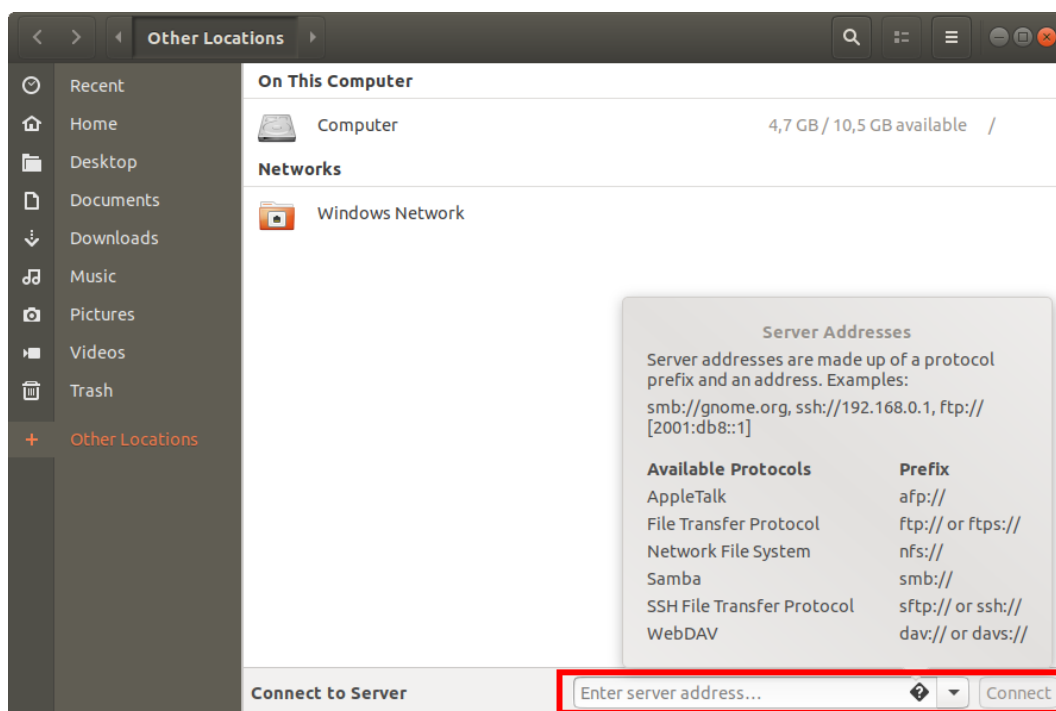 Other Locations
Recent
Home
Desktop
Documents
Downloads
Music
Pictures
Videos
Trash
Other Locations
On This Computer
Computer 4,7 GB / 10,5 GB available /
Networks
Windows Network
Server Addresses
Server addresses are made up of a protocol
prefix and an address. Examples:
smb://gnome.org, ssh://192.168.0.1, ftp://
[2001:db8::1]
Available Protocols Prefix
AppleTalk afp://
File Transfer Protocol ftp:// or ftps://
Network File System nfs://
Samba smb://
SSH File Transfer Protocol sftp:// or ssh://
WebDAV dav:// or davs://
Connect to Server Enter server address... Connect